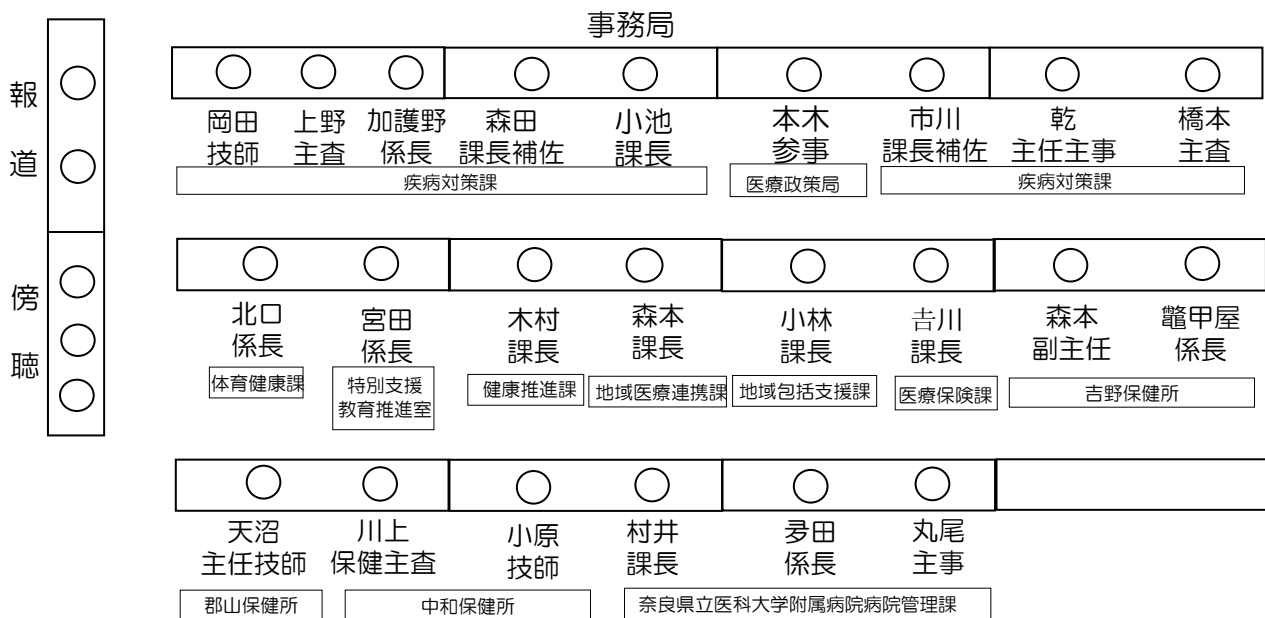 事務局
報道
傍聴
岡田 上野 加護野 森田 小池 本木 市川 乾 橋本
技師 主査 係長 課長補佐 課長 参事 課長補佐 主任主事 主査
疾病対策課 医療政策局 疾病対策課
北口 宮田 木村 森本 小林 𠮷川 森本 鼈甲屋
係長 係長 課長 課長 課長 課長 副主任 係長
体育健康課 特別支援 健康推進課 地域医療連携課 地域包括支援課 医療保険課 吉野保健所
教育推進室
天沼 川上 小原 村井 夛田 丸尾
主任技師 保健主査 技師 課長 係長 主事
郡山保健所 中和保健所 奈良県立医科大学附属病院病院管理課